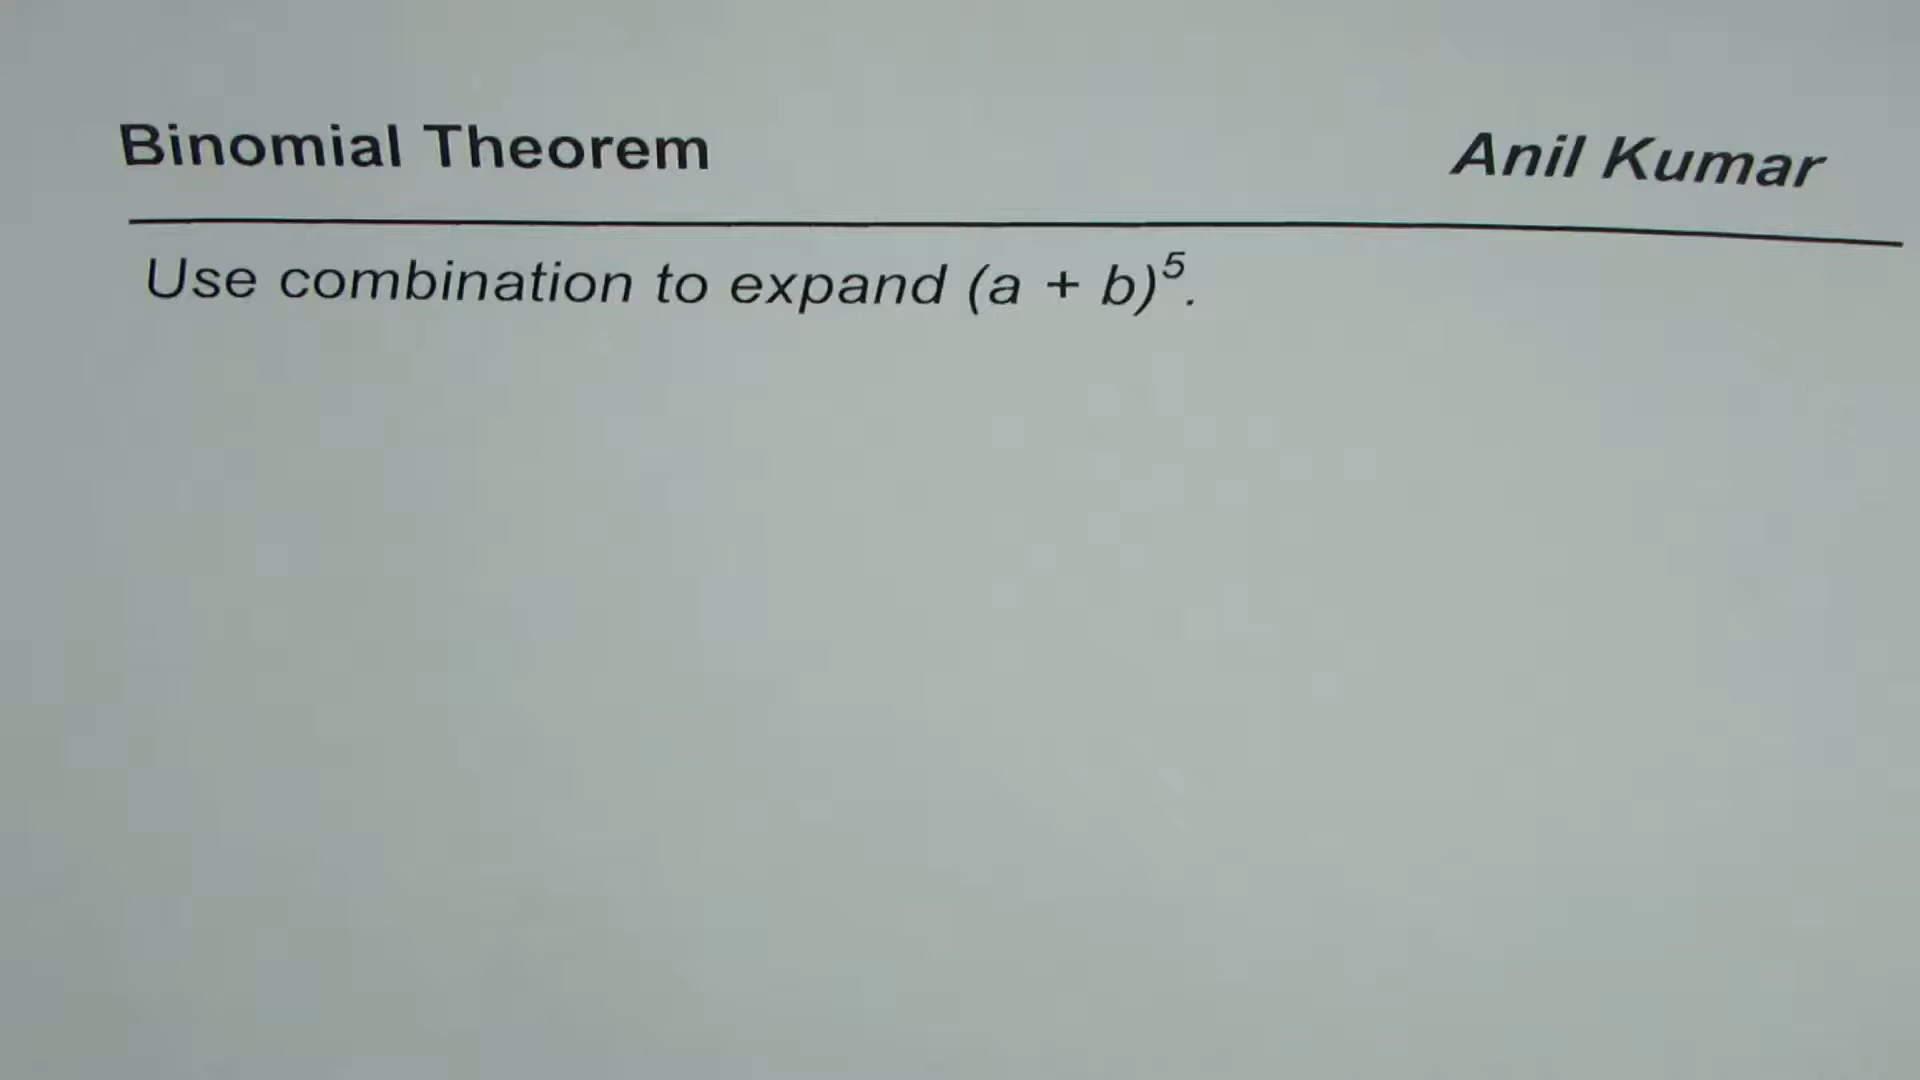 Binomial Theorem Anil Kumar
Use combination to expand (a + b)⁵.